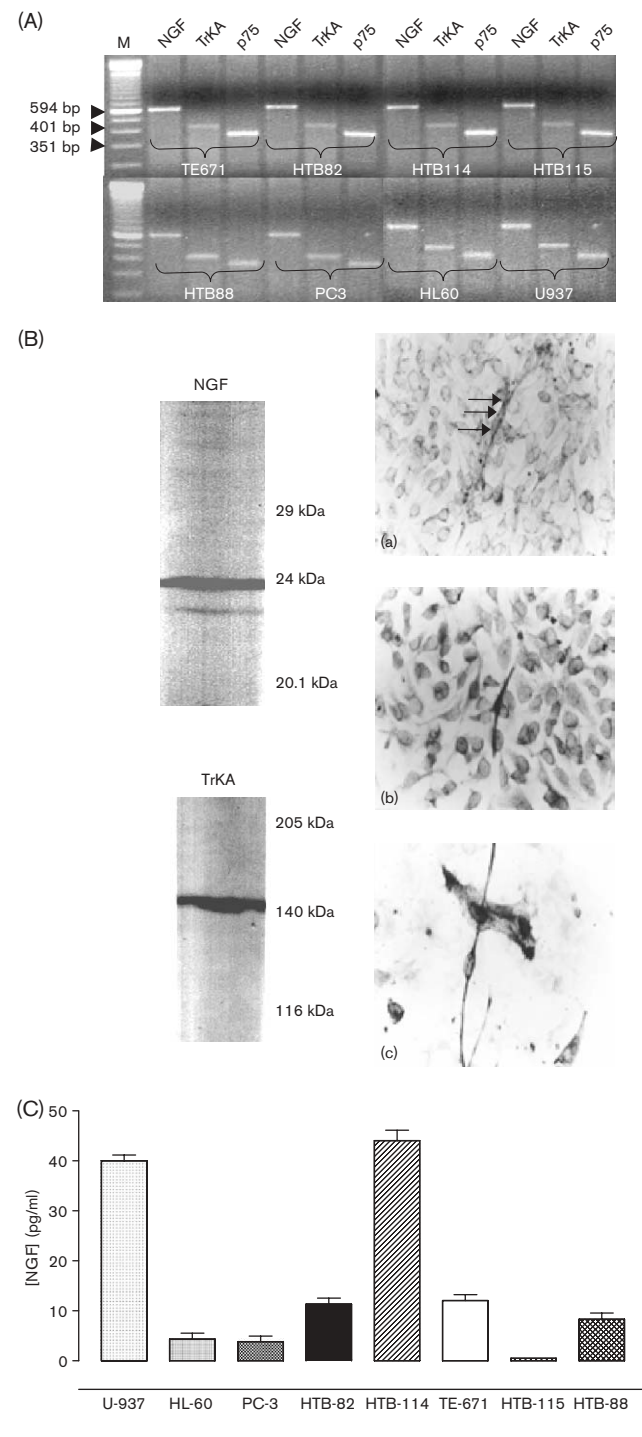 (A)
M NGF TrKA p75 NGF TrKA p75 NGF TrKA p75 NGF TrKA p75
594 bp
401 bp
351 bp
TE671 HTB82 HTB114 HTB115
HTB88 PC3 HL60 U937
(B)
NGF
29 kDa
24 kDa
20.1 kDa
TrKA
205 kDa
140 kDa
116 kDa
(a)
(b)
(c)
(C)
[NGF] (pg/ml)
50
40
30
20
10
0
U-937 HL-60 PC-3 HTB-82 HTB-114 TE-671 HTB-115 HTB-88